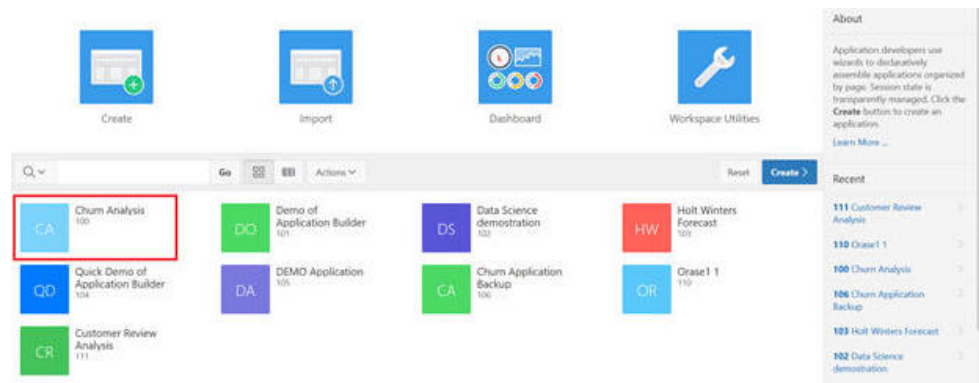 Create
Import
Dashboard
Workspace Utilities
Go
Actions
Reset
Create >
CA
Churn Analysis
100
DO
Demo of
Application Builder
101
DS
Data Science
demostration
102
HW
Holt Winters
Forecast
103
QD
Quick Demo of
Application Builder
104
DA
DEMO Application
105
CA
Churn Application
Backup
106
OR
Orase1 1
110
CR
Customer Review
Analysis
111
About
Application developers use
wizards to declaratively
assemble applications organized
by page. Session state is
transparently managed. Click the
Create button to create an
application.
Learn More ...
Recent
111 Customer Review
Analysis
110 Orase1 1
100 Churn Analysis
106 Churn Application
Backup
103 Holt Winters Forecast
102 Data Science
demostration